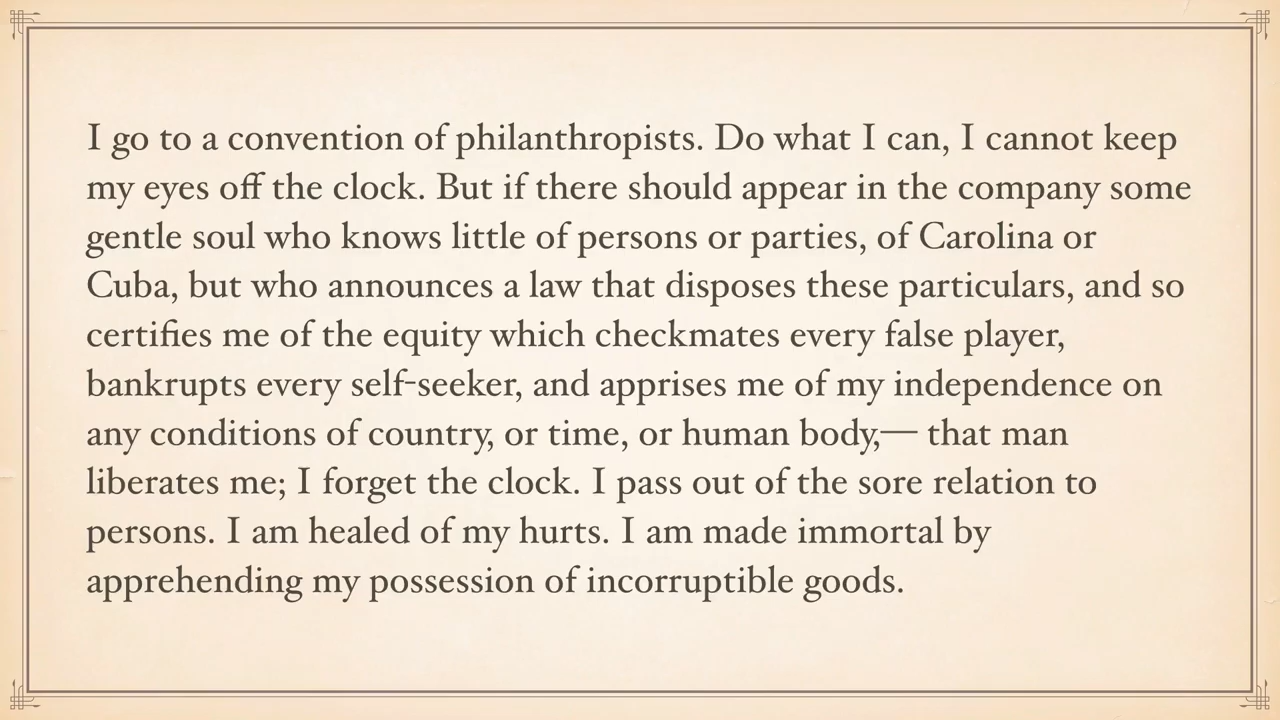 I go to a convention of philanthropists. Do what I can, I cannot keep
my eyes off the clock. But if there should appear in the company some
gentle soul who knows little of persons or parties, of Carolina or
Cuba, but who announces a law that disposes these particulars, and so
certifies me of the equity which checkmates every false player,
bankrupts every self-seeker, and apprises me of my independence on
any conditions of country, or time, or human body,— that man
liberates me; I forget the clock. I pass out of the sore relation to
persons. I am healed of my hurts. I am made immortal by
apprehending my possession of incorruptible goods.